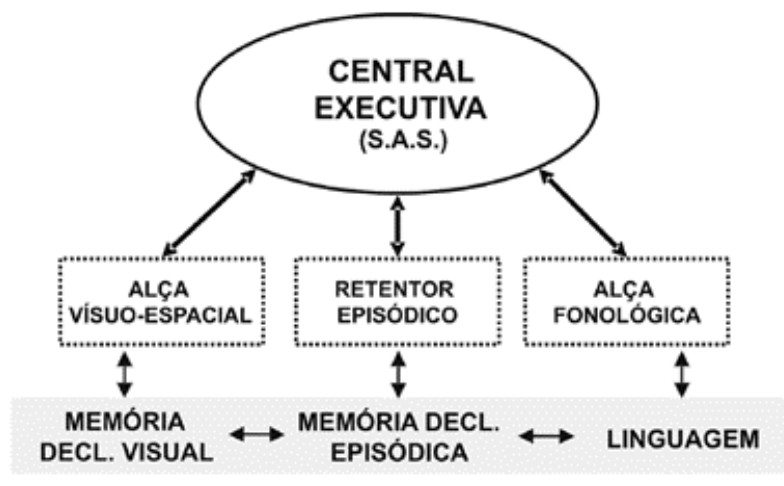 CENTRAL
EXECUTIVA
(S.A.S.)
ALÇA
VÍSUO-ESPACIAL
RETENTOR
EPISÓDICO
ALÇA
FONOLÓGICA
MEMÓRIA
DECL. VISUAL
MEMÓRIA DECL.
EPISÓDICA
LINGUAGEM